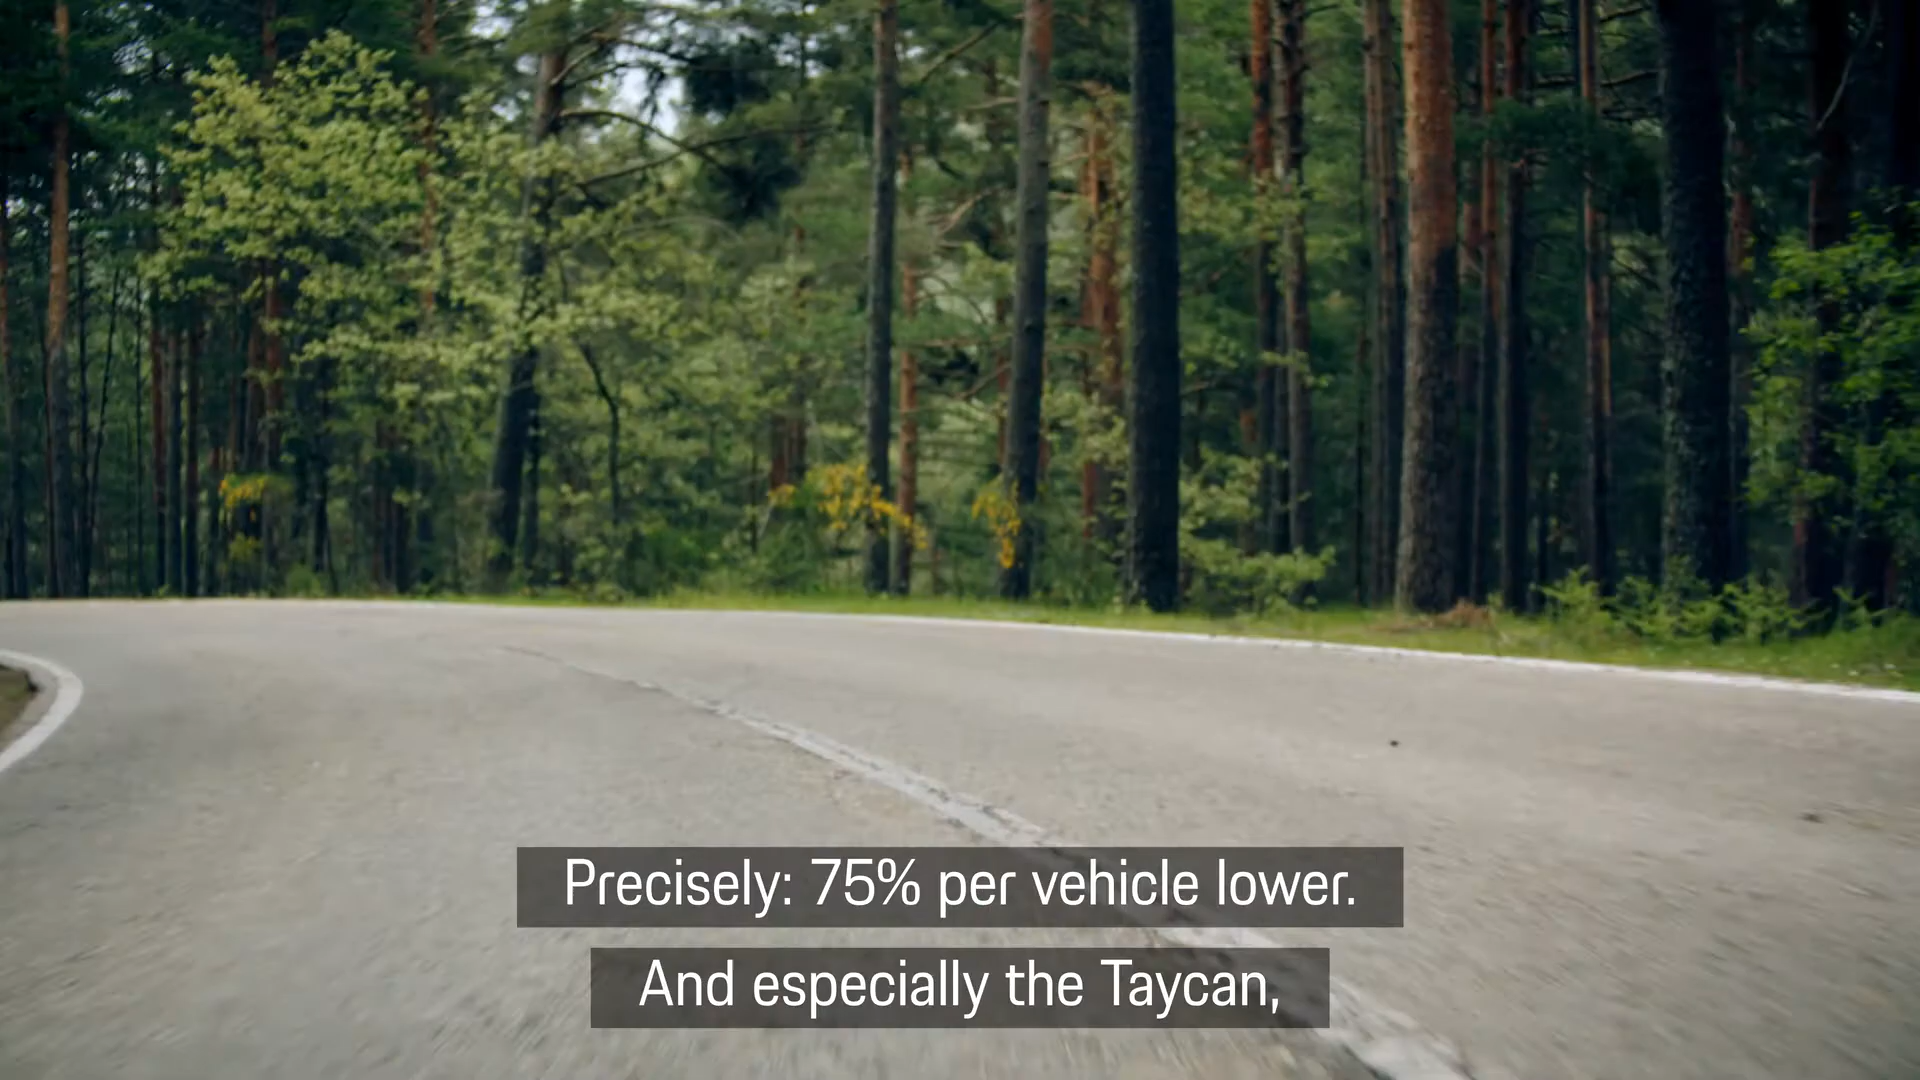 Precisely: 75% per vehicle lower.
And especially the Taycan,